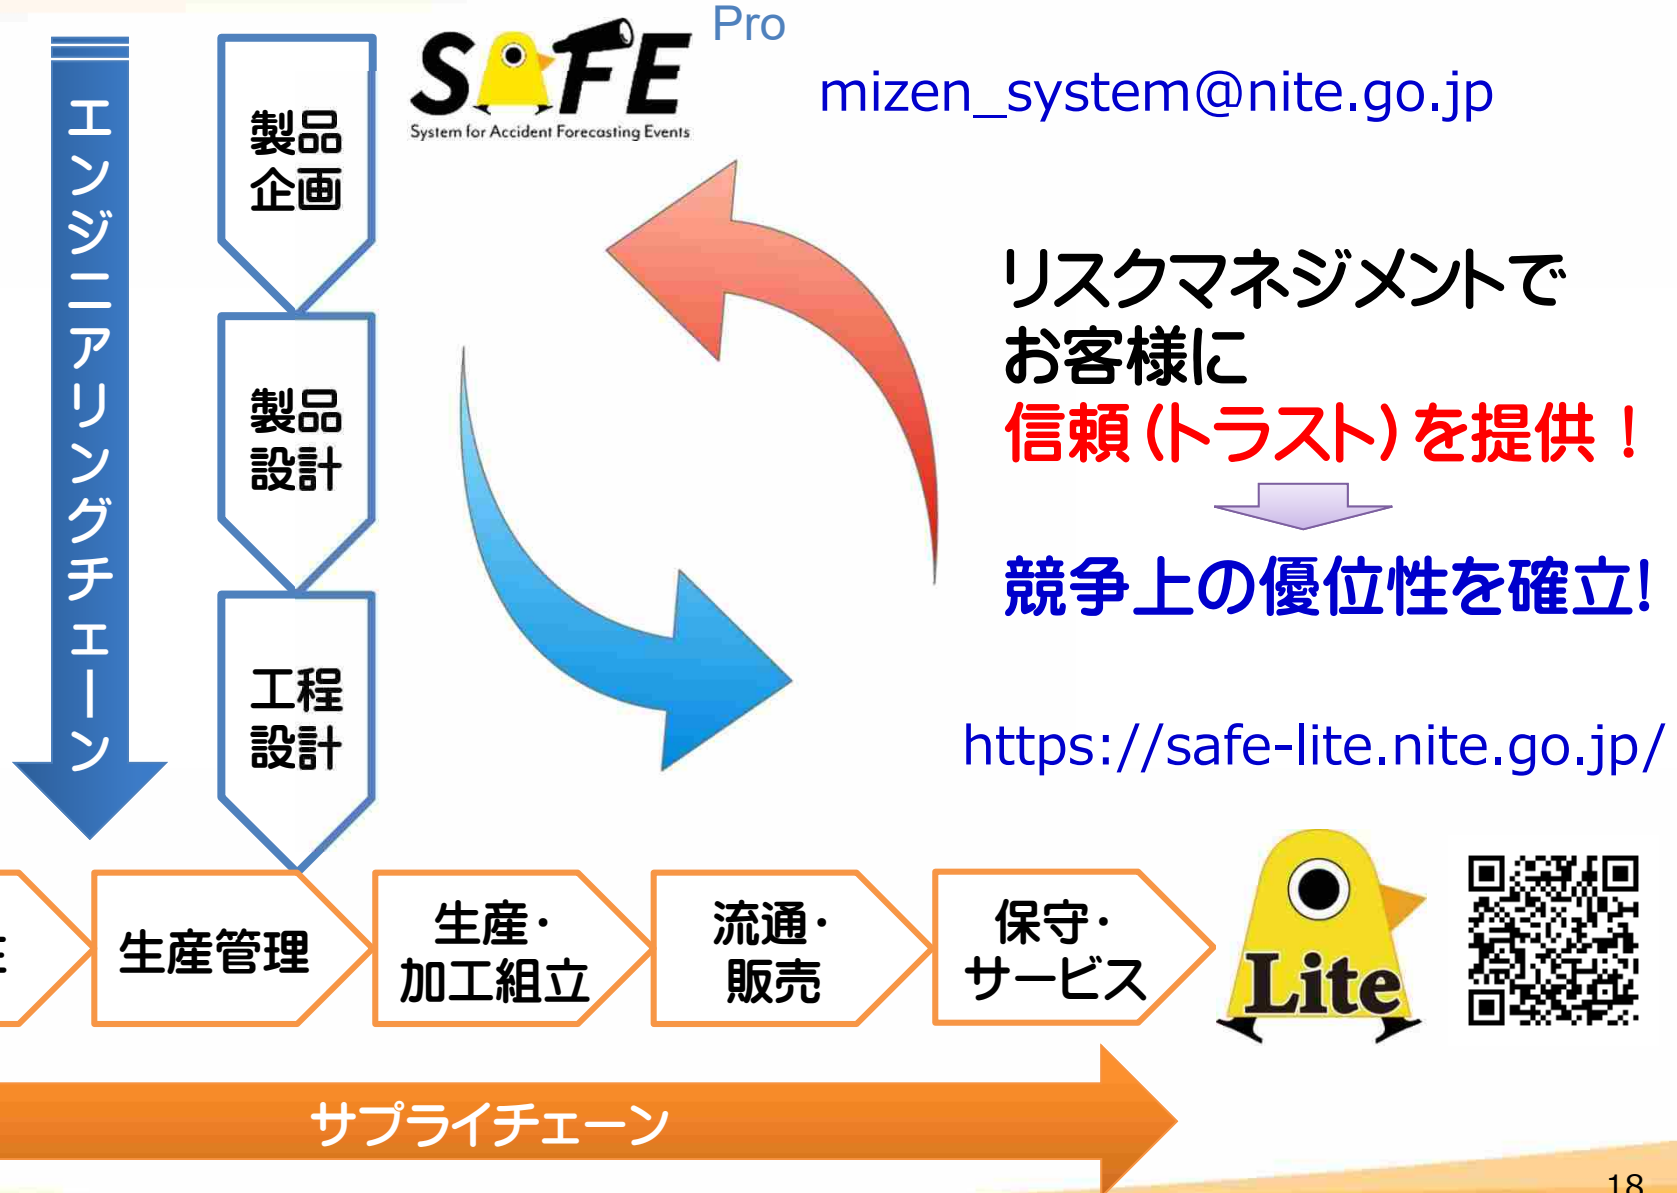 Pro
SAFE
System for Accident Forecasting Events
mizen_system@nite.go.jp
エンジニアリングチェーン
製品
企画
製品
設計
工程
設計
リスクマネジメントで
お客様に
信頼(トラスト)を提供！
競争上の優位性を確立!
https://safe-lite.nite.go.jp/
生産管理
生産・
加工組立
流通・
販売
保守・
サービス
Lite
サプライチェーン
18